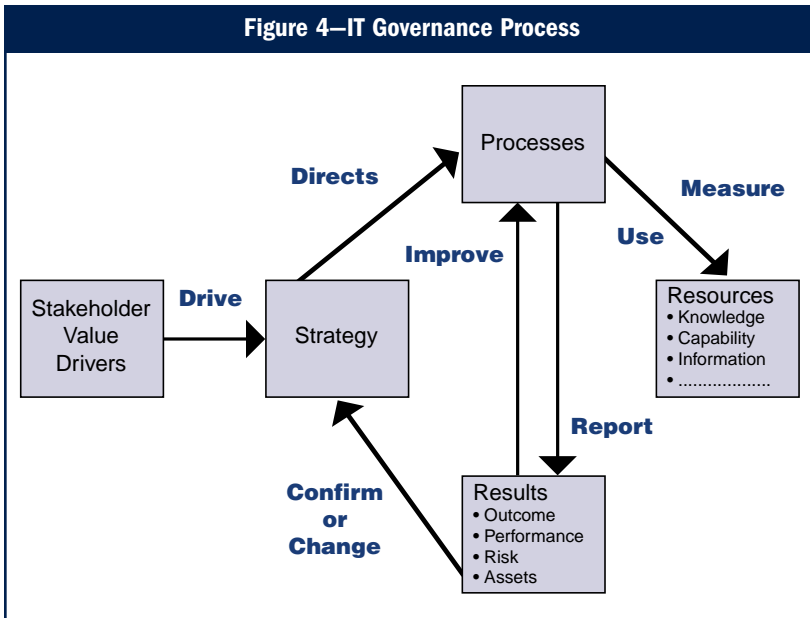 Figure 4—IT Governance Process
Processes
Directs
Measure
Use
Improve
Resources
• Knowledge
• Capability
• Information
• ...................
Drive
Stakeholder
Value
Drivers
Strategy
Report
Confirm
or
Change
Results
• Outcome
• Performance
• Risk
• Assets